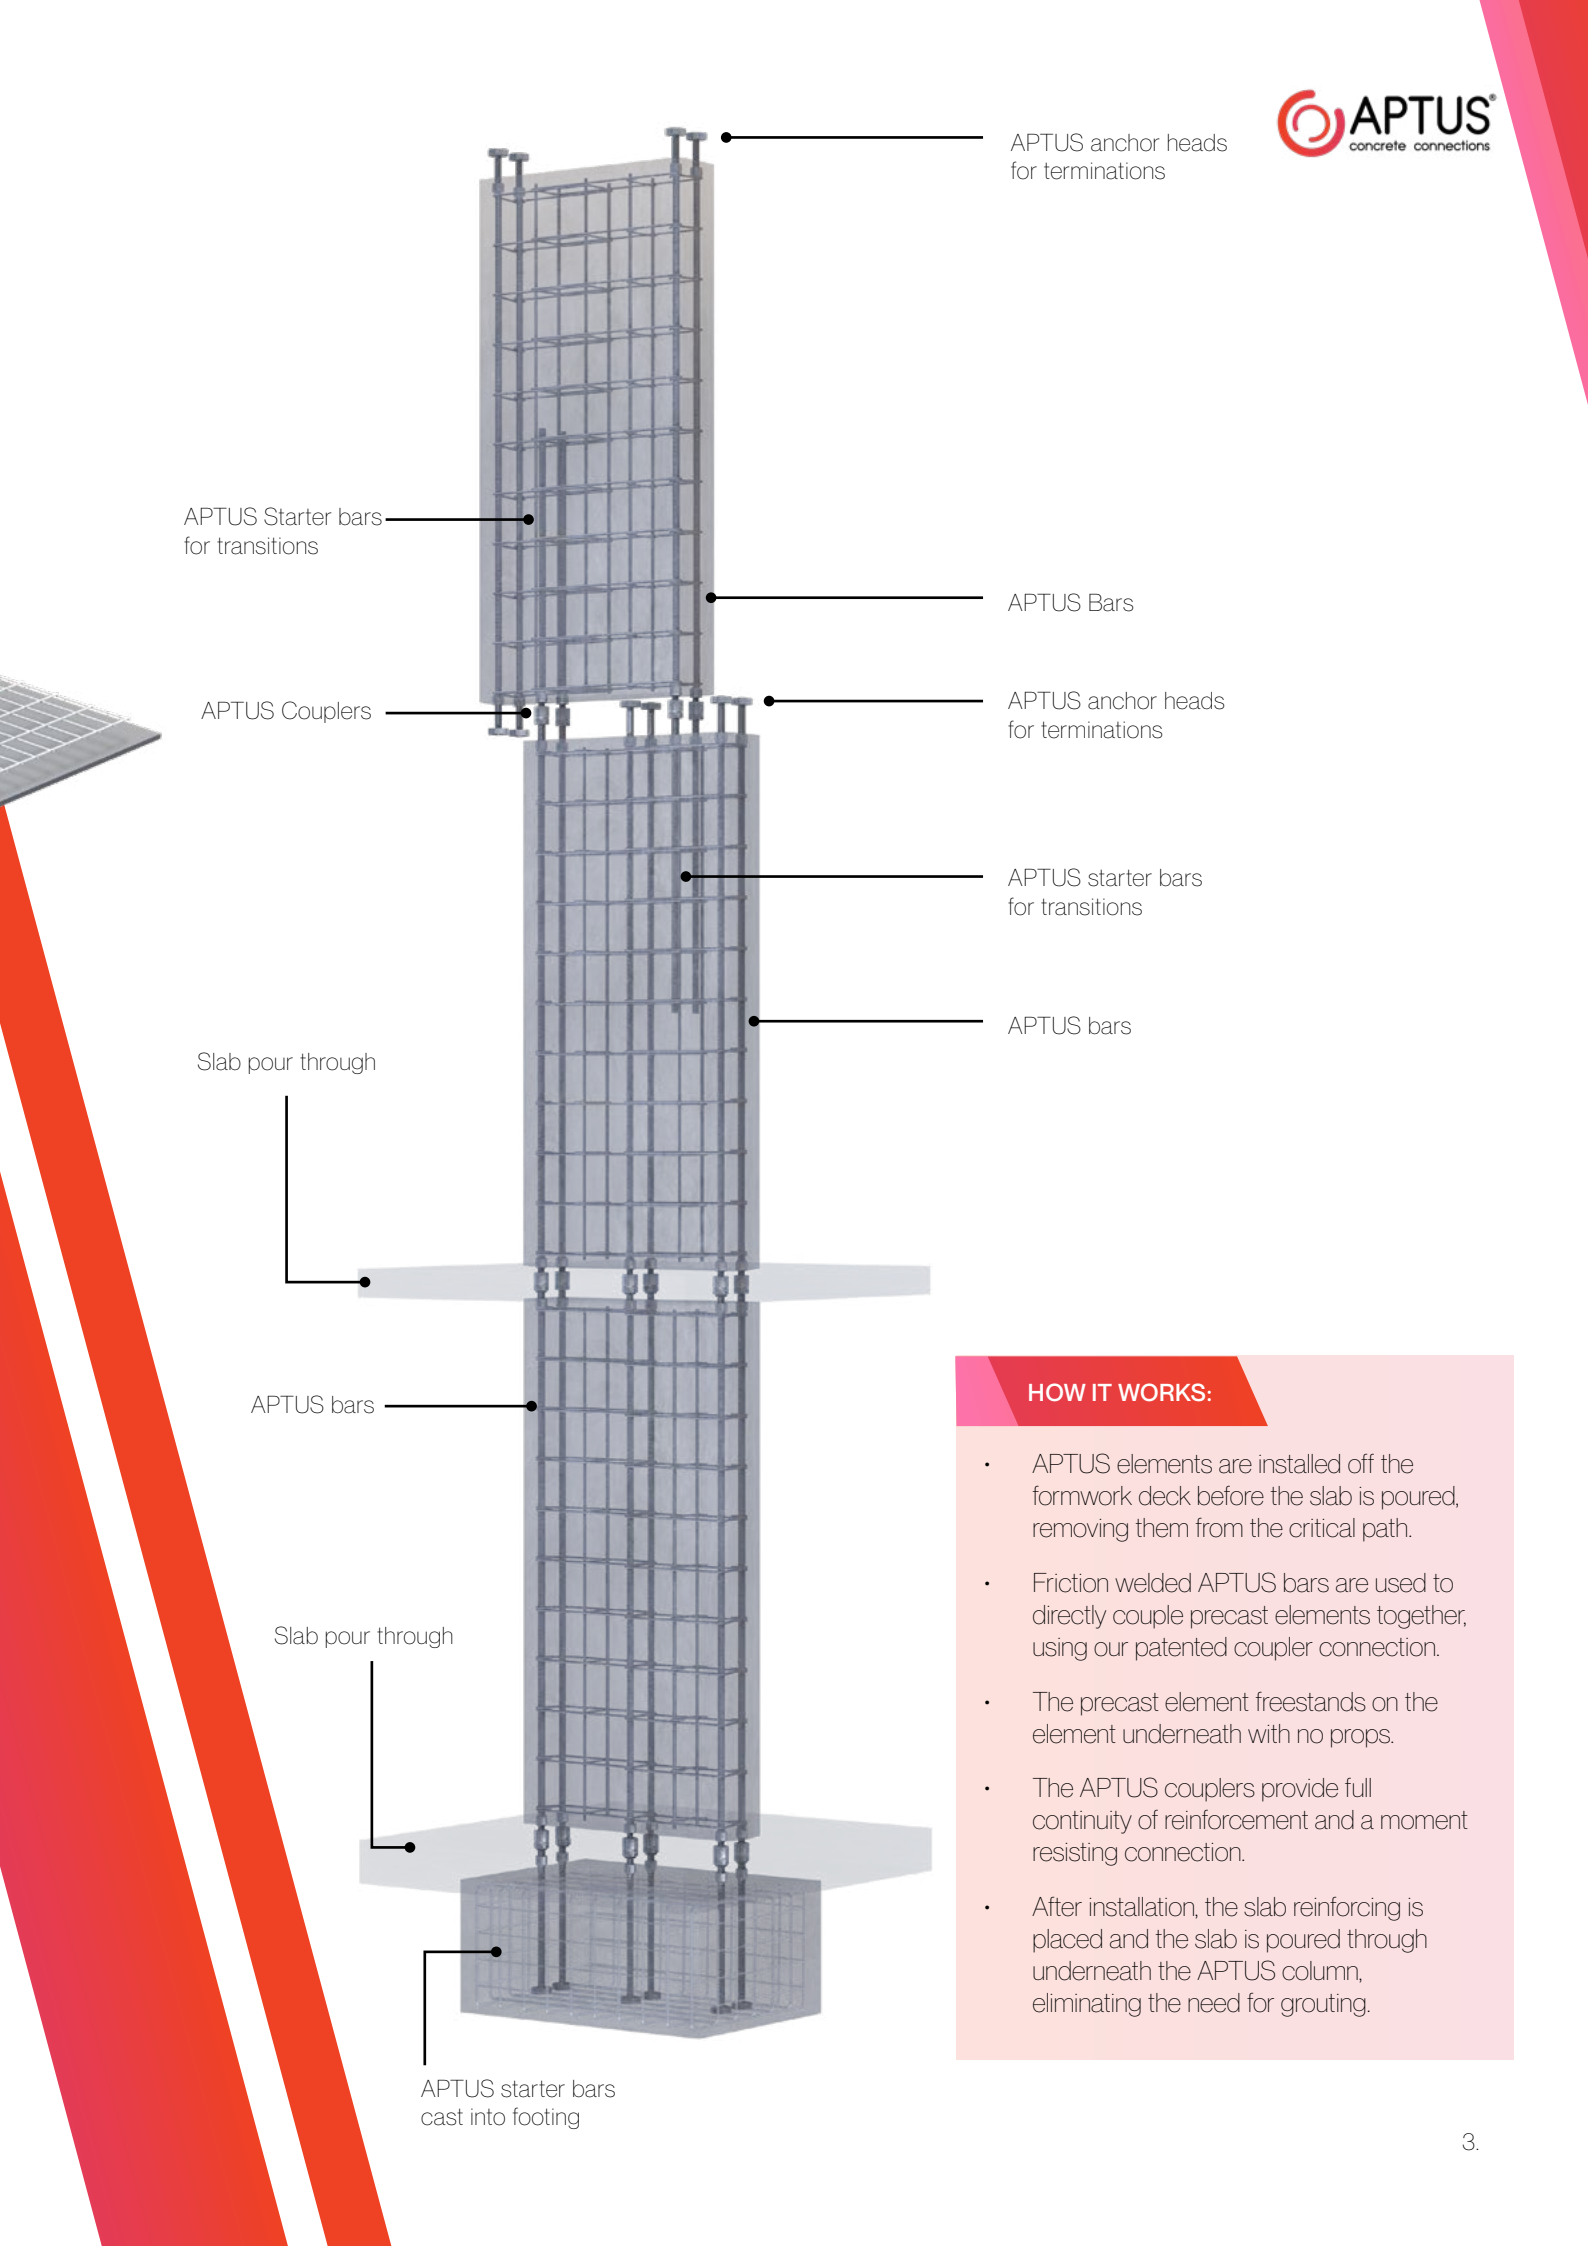 APTUS®
concrete connections
APTUS anchor heads
for terminations
APTUS Starter bars
for transitions
APTUS Bars
APTUS Couplers
APTUS anchor heads
for terminations
APTUS starter bars
for transitions
APTUS bars
Slab pour through
APTUS bars
Slab pour through
APTUS starter bars
cast into footing
HOW IT WORKS:
• APTUS elements are installed off the
formwork deck before the slab is poured,
removing them from the critical path.
• Friction welded APTUS bars are used to
directly couple precast elements together,
using our patented coupler connection.
• The precast element freestands on the
element underneath with no props.
• The APTUS couplers provide full
continuity of reinforcement and a moment
resisting connection.
• After installation, the slab reinforcing is
placed and the slab is poured through
underneath the APTUS column,
eliminating the need for grouting.
3.